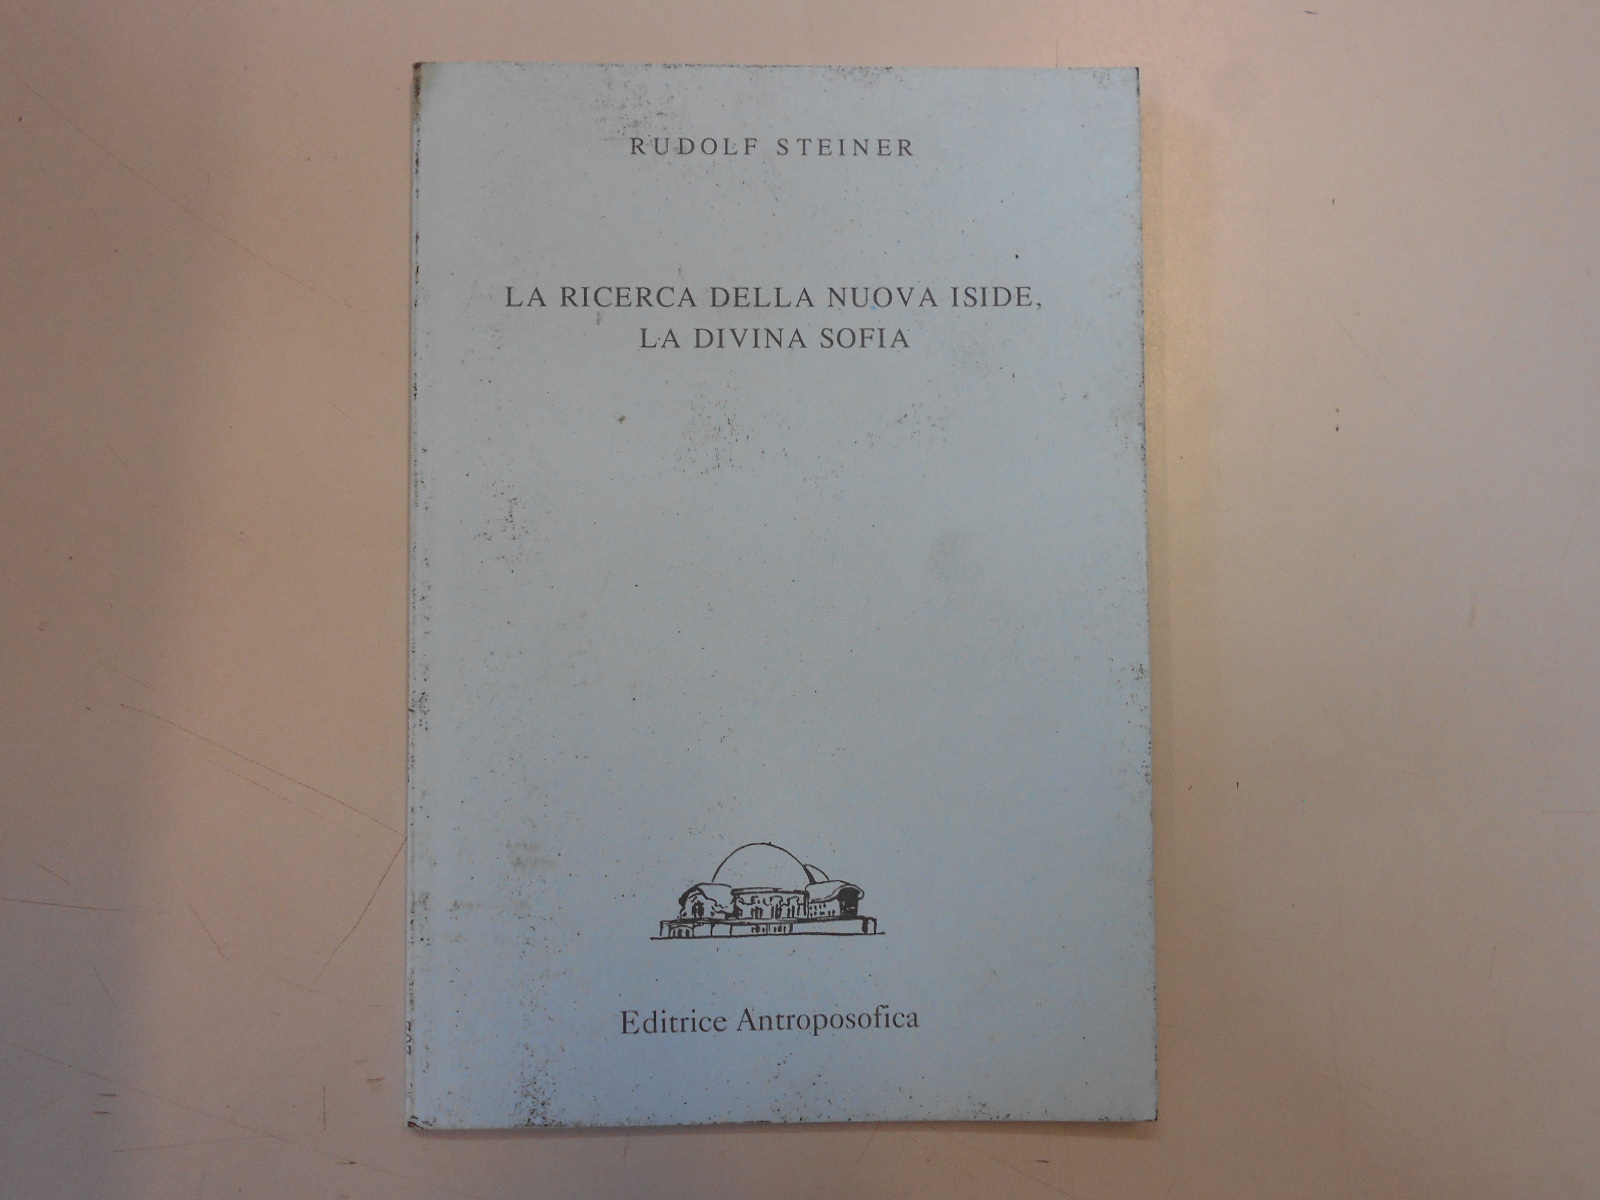 RUDOLF STEINER
LA RICERCA DELLA NUOVA ISIDE,
LA DIVINA SOFIA
Editrice Antroposofica